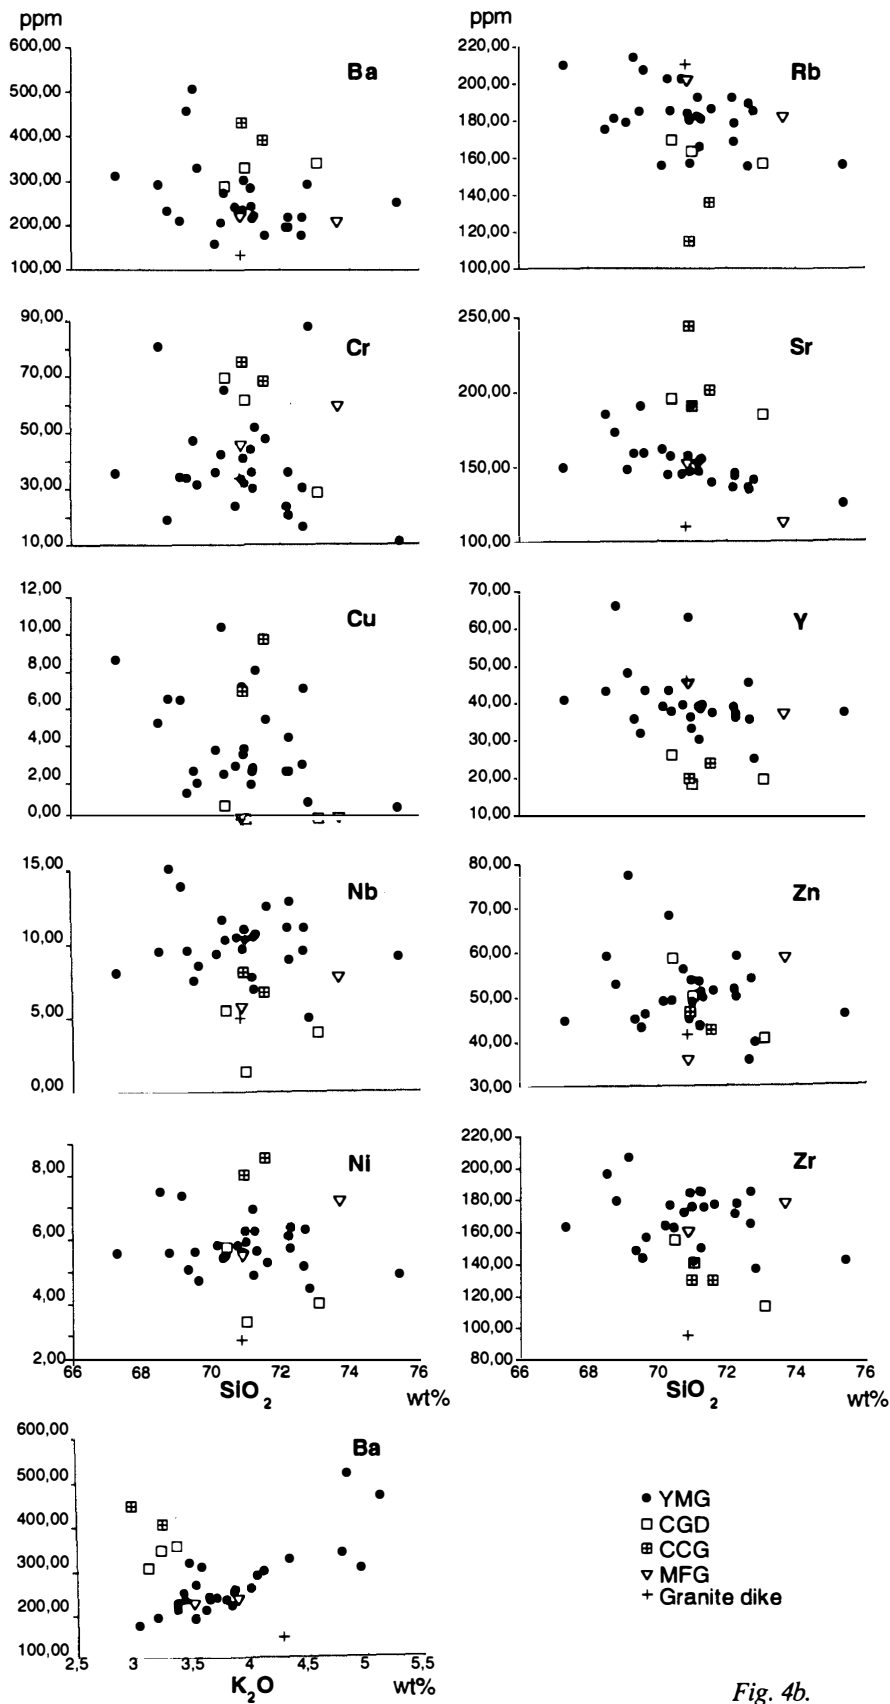 ppm
600,00
500,00
400,00
300,00
200,00
100,00
Ba
ppm
220,00
200,00
180,00
160,00
140,00
120,00
100,00
Rb
90,00
70,00
50,00
30,00
10,00
Cr
250,00
200,00
150,00
100,00
Sr
12,00
10,00
8,00
6,00
4,00
2,00
0,00
Cu
70,00
60,00
50,00
40,00
30,00
20,00
10,00
Y
15,00
10,00
5,00
0,00
Nb
80,00
70,00
60,00
50,00
40,00
30,00
Zn
8,00
6,00
4,00
2,00
Ni
66 68 70 72 74 76
SiO2 wt%
220,00
200,00
180,00
160,00
140,00
120,00
100,00
80,00
Zr
66 68 70 72 74 76
SiO2 wt%
600,00
500,00
400,00
300,00
200,00
100,00
Ba
2,5 3 3,5 4 4,5 5 5,5
K2O wt%
YMG
CGD
CCG
MFG
Granite dike
Fig. 4b.